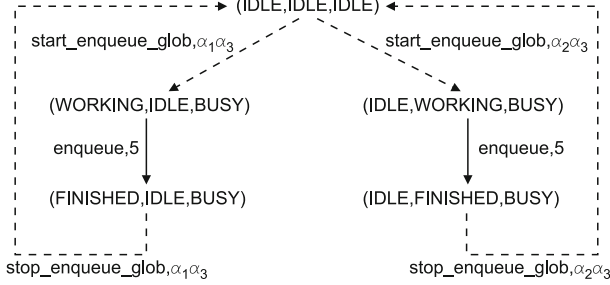 (IDLE,IDLE,IDLE)
start_enqueue_glob,α₁α₃
start_enqueue_glob,α₂α₃
(WORKING,IDLE,BUSY)
(IDLE,WORKING,BUSY)
enqueue,5
enqueue,5
(FINISHED,IDLE,BUSY)
(IDLE,FINISHED,BUSY)
stop_enqueue_glob,α₁α₃
stop_enqueue_glob,α₂α₃